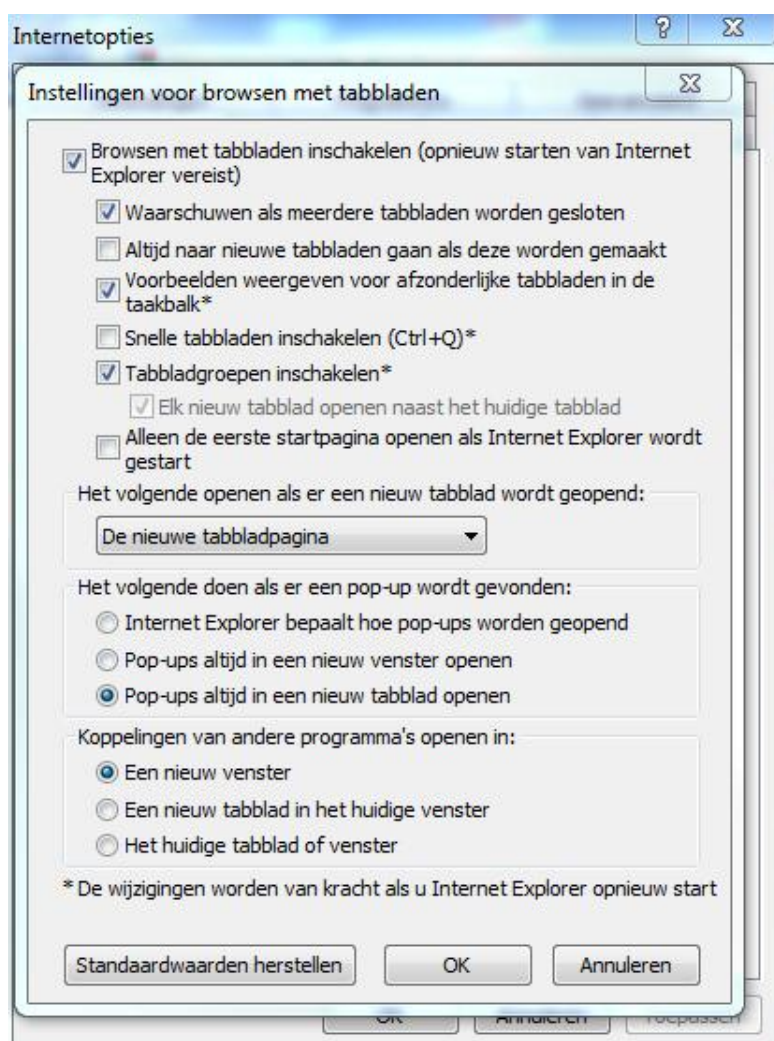 Internetopties
Instellingen voor browsen met tabbladen
Browsen met tabbladen inschakelen (opnieuw starten van Internet
Explorer vereist)
Waarschuwen als meerdere tabbladen worden gesloten
Altijd naar nieuwe tabbladen gaan als deze worden gemaakt
Voorbeelden weergeven voor afzonderlijke tabbladen in de
taakbalk*
Snelle tabbladen inschakelen (Ctrl+Q)*
Tabbladgroepen inschakelen*
Elk nieuw tabblad openen naast het huidige tabblad
Alleen de eerste startpagina openen als Internet Explorer wordt
gestart
Het volgende openen als er een nieuw tabblad wordt geopend:
De nieuwe tabbladpagina
Het volgende doen als er een pop-up wordt gevonden:
Internet Explorer bepaalt hoe pop-ups worden geopend
Pop-ups altijd in een nieuw venster openen
Pop-ups altijd in een nieuw tabblad openen
Koppelingen van andere programma's openen in:
Een nieuw venster
Een nieuw tabblad in het huidige venster
Het huidige tabblad of venster
* De wijzigingen worden van kracht als u Internet Explorer opnieuw start
Standaardwaarden herstellen OK Annuleren
OK Annuleren Toepassen